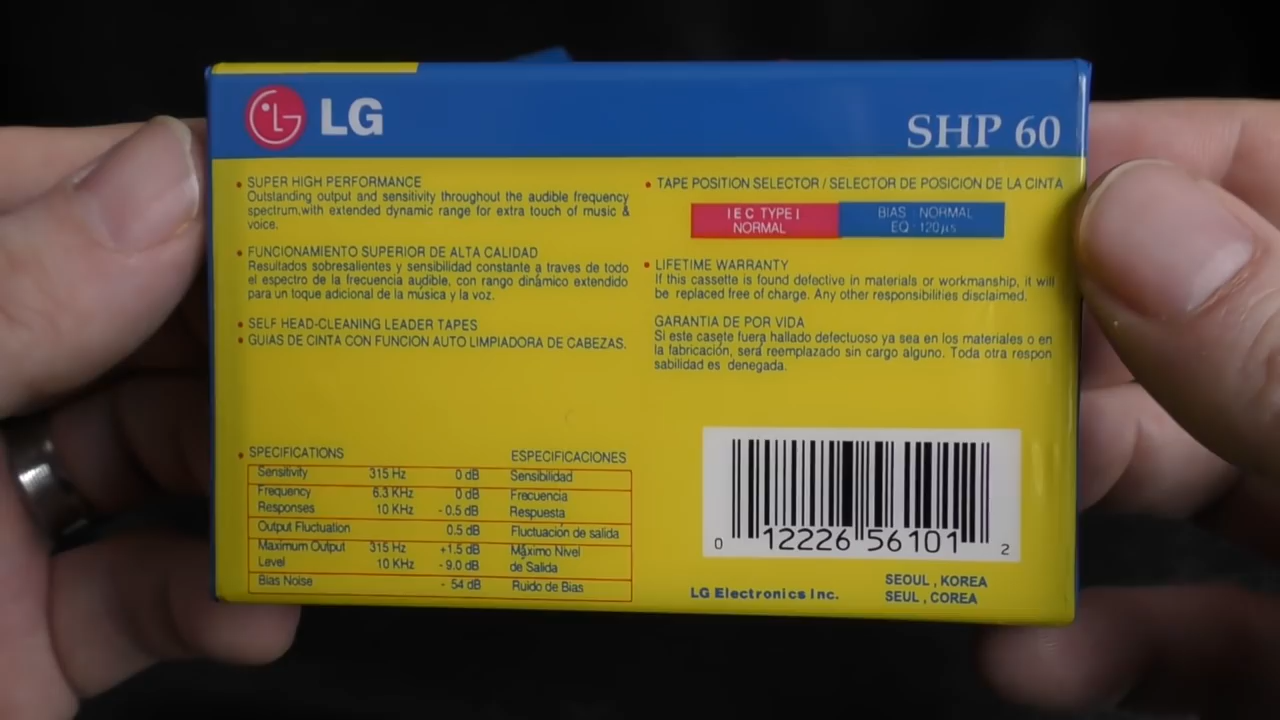 LG
SHP 60
• SUPER HIGH PERFORMANCE
Outstanding output and sensitivity throughout the audible frequency
spectrum,with extended dynamic range for extra touch of music &
voice.
• FUNCIONAMIENTO SUPERIOR DE ALTA CALIDAD
Resultados sobresalientes y sensibilidad constante a traves de todo
el espectro de la frecuencia audible, con rango dinámico extendido
para un toque adicional de la música y la voz.
• SELF HEAD-CLEANING LEADER TAPES
• GUIAS DE CINTA CON FUNCION AUTO LIMPIADORA DE CABEZAS.
• SPECIFICATIONS ESPECIFICACIONES
Sensitivity 315 Hz 0 dB Sensibilidad
Frequency 6.3 KHz 0 dB Frecuencia
Responses 10 KHz - 0.5 dB Respuesta
Output Fluctuation 0.5 dB Fluctuación de salida
Maximum Output 315 Hz +1.5 dB Máximo Nivel
Level 10 KHz - 9.0 dB de Salida
Bias Noise - 54 dB Ruido de Bias
• TAPE POSITION SELECTOR / SELECTOR DE POSICION DE LA CINTA
IEC TYPE I
NORMAL
BIAS : NORMAL
EQ : 120 µs
• LIFETIME WARRANTY
If this cassette is found defective in materials or workmanship, it will
be replaced free of charge. Any other responsibilities disclaimed.
GARANTIA DE POR VIDA
Si este casete fuera hallado defectuoso ya sea en los materiales o en
la fabricación, será reemplazado sin cargo alguno. Toda otra respon
sabilidad es denegada.
0 12226 56101 2
LG Electronics Inc.
SEOUL , KOREA
SEUL , COREA